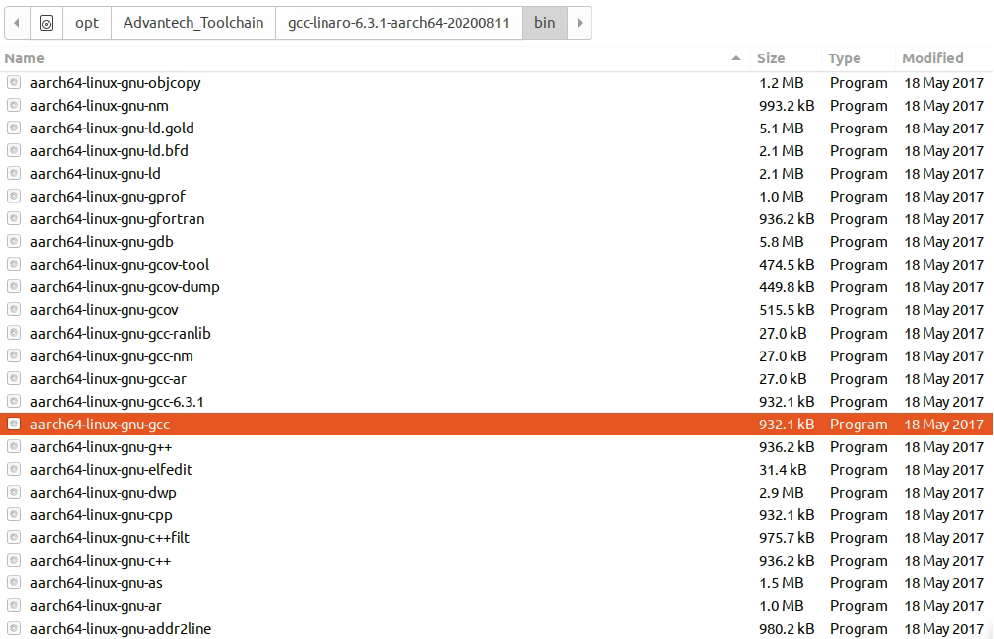 opt Advantech_Toolchain gcc-linaro-6.3.1-aarch64-20200811 bin
Name Size Type Modified
aarch64-linux-gnu-objcopy 1.2 MB Program 18 May 2017
aarch64-linux-gnu-nm 993.2 kB Program 18 May 2017
aarch64-linux-gnu-ld.gold 5.1 MB Program 18 May 2017
aarch64-linux-gnu-ld.bfd 2.1 MB Program 18 May 2017
aarch64-linux-gnu-ld 2.1 MB Program 18 May 2017
aarch64-linux-gnu-gprof 1.0 MB Program 18 May 2017
aarch64-linux-gnu-gfortran 936.2 kB Program 18 May 2017
aarch64-linux-gnu-gdb 5.8 MB Program 18 May 2017
aarch64-linux-gnu-gcov-tool 474.5 kB Program 18 May 2017
aarch64-linux-gnu-gcov-dump 449.8 kB Program 18 May 2017
aarch64-linux-gnu-gcov 515.5 kB Program 18 May 2017
aarch64-linux-gnu-gcc-ranlib 27.0 kB Program 18 May 2017
aarch64-linux-gnu-gcc-nm 27.0 kB Program 18 May 2017
aarch64-linux-gnu-gcc-ar 27.0 kB Program 18 May 2017
aarch64-linux-gnu-gcc-6.3.1 932.1 kB Program 18 May 2017
aarch64-linux-gnu-gcc 932.1 kB Program 18 May 2017
aarch64-linux-gnu-g++ 936.2 kB Program 18 May 2017
aarch64-linux-gnu-elfedit 31.4 kB Program 18 May 2017
aarch64-linux-gnu-dwp 2.9 MB Program 18 May 2017
aarch64-linux-gnu-cpp 932.1 kB Program 18 May 2017
aarch64-linux-gnu-c++filt 975.7 kB Program 18 May 2017
aarch64-linux-gnu-c++ 936.2 kB Program 18 May 2017
aarch64-linux-gnu-as 1.5 MB Program 18 May 2017
aarch64-linux-gnu-ar 1.0 MB Program 18 May 2017
aarch64-linux-gnu-addr2line 980.2 kB Program 18 May 2017